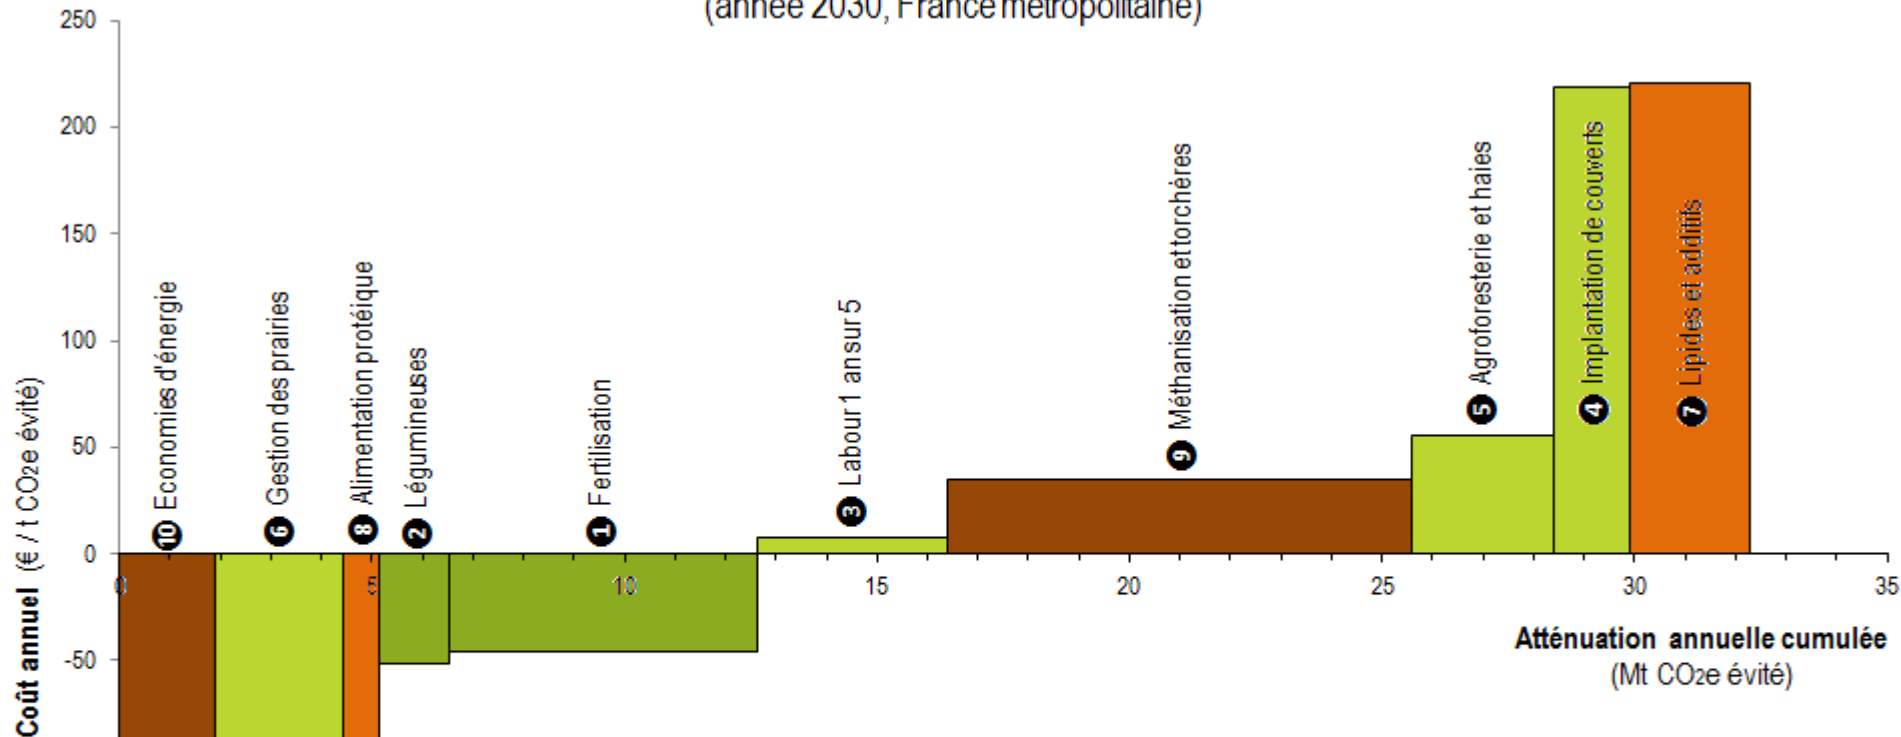 (année 2030, France métropolitaine)
250
200
150
100
50
0
-50
Coût annuel (€ / t CO2e évité)
10 Economies d'énergie
6 Gestion des prairies
8 Alimentation protéique
2 Légumineuses
1 Fertilisation
3 Labour 1 an sur 5
9 Méthanisation et torchères
5 Agroforesterie et haies
4 Implantation de couverts
7 Lipides et additifs
0 5 10 15 20 25 30 35
Atténuation annuelle cumulée
(Mt CO2e évité)